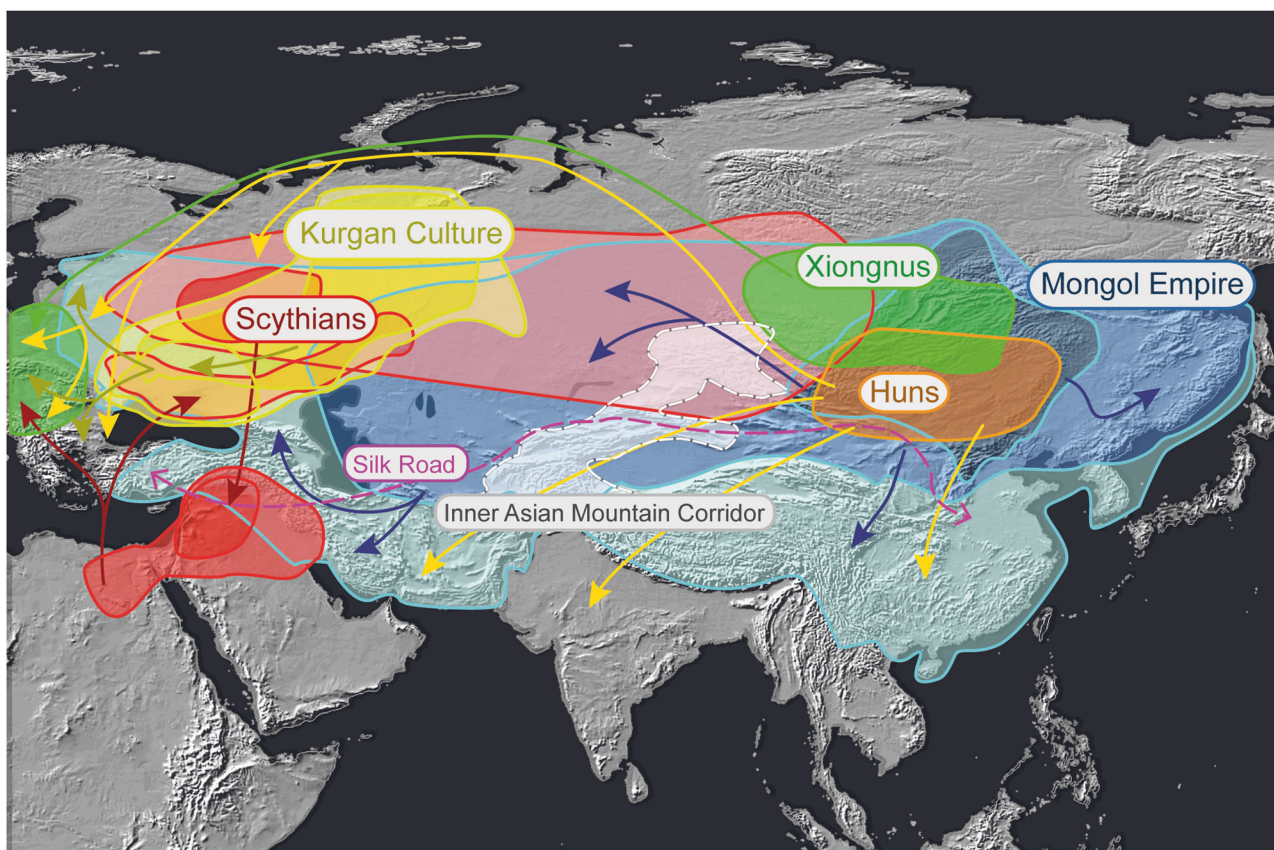 Kurgan Culture
Xiongnus
Mongol Empire
Scythians
Huns
Silk Road
Inner Asian Mountain Corridor